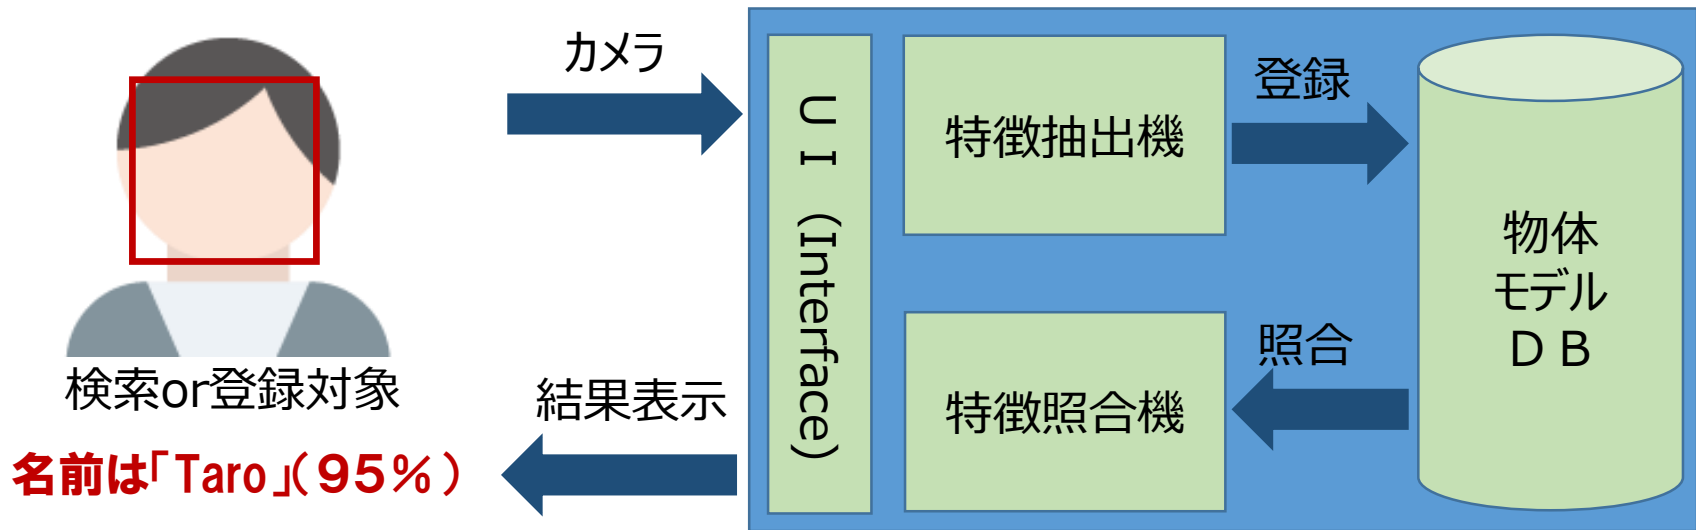 カメラ
検索or登録対象
結果表示
名前は「Taro」(95%)
UI (Interface)
特徴抽出機
登録
特徴照合機
照合
物体
モデル
DB